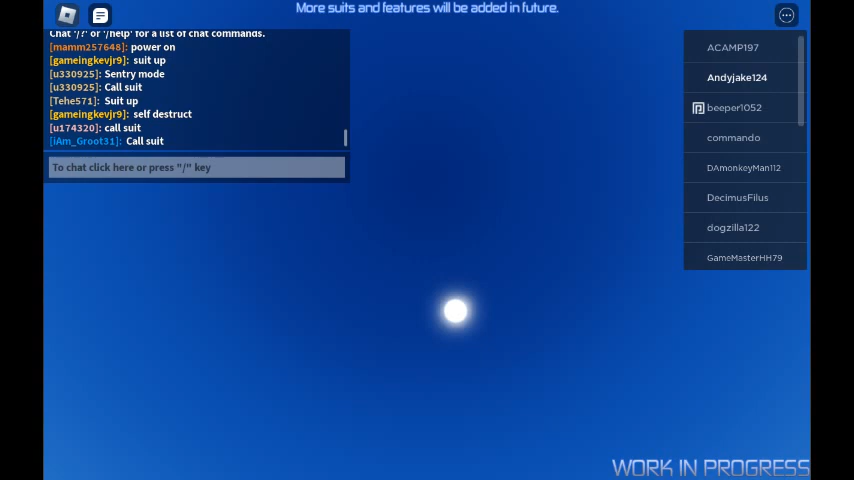 More suits and features will be added in future.
Chat '/?' or '/help' for a list of chat commands.
[mamm257648]: power on
[gameingkevjr9]: suit up
[u330925]: Sentry mode
[u330925]: Call suit
[Tehe571]: Suit up
[gameingkevjr9]: self destruct
[u174320]: call suit
[iAm_Groot31]: Call suit
To chat click here or press "/" key
ACAMP197
Andyjake124
beeper1052
commando
DAmonkeyMan112
DecimusFilus
dogzilla122
GameMasterHH79
WORK IN PROGRESS